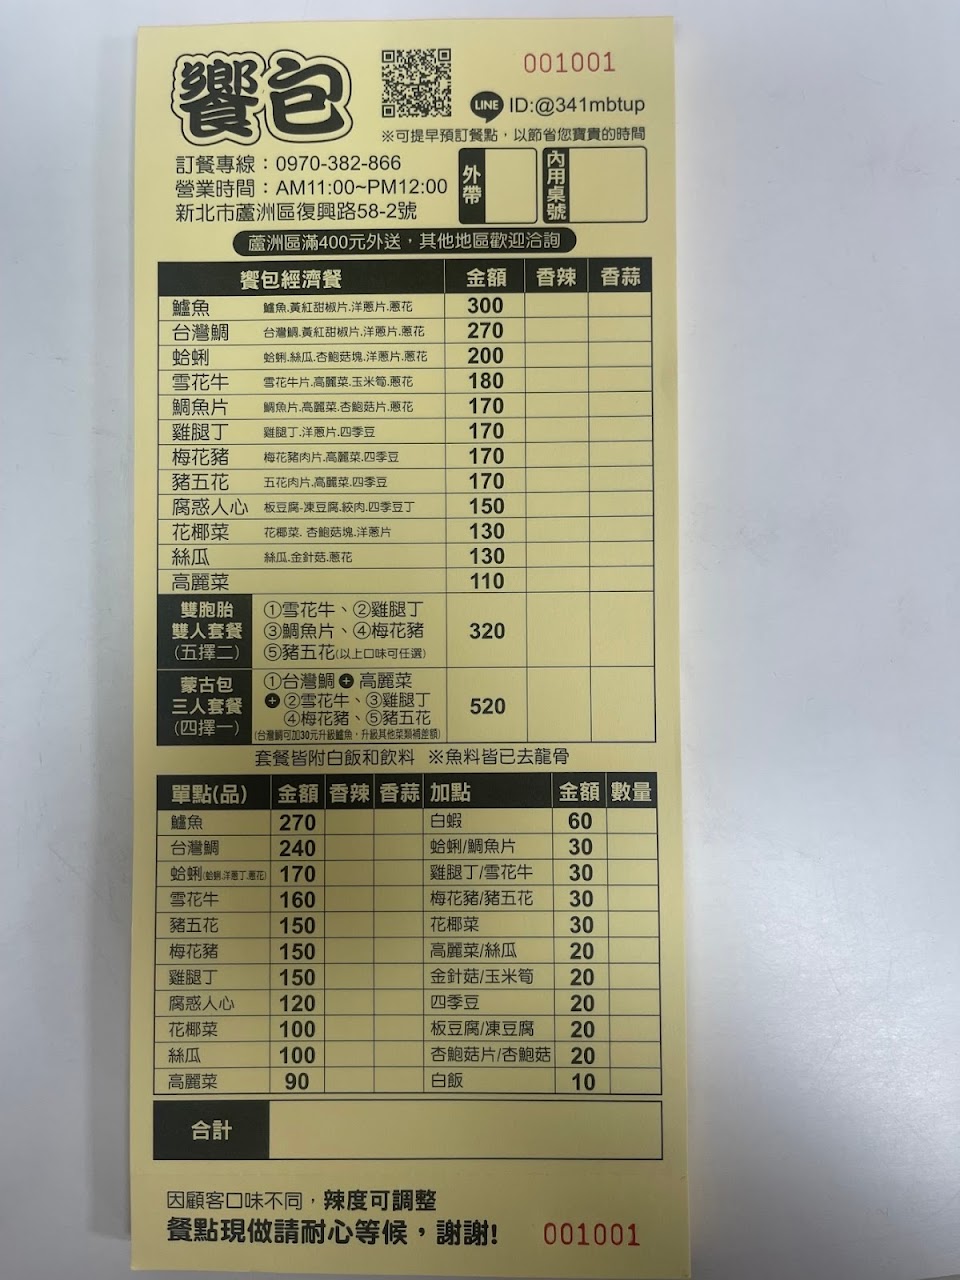 饗包
001001
LINE ID:@341mbtup
※可提早預訂餐點，以節省您寶貴的時間
訂餐專線：0970-382-866
營業時間：AM11:00~PM12:00
新北市蘆洲區復興路58-2號
外帶
內用桌號
蘆洲區滿400元外送，其他地區歡迎洽詢
饗包經濟餐 金額 香辣 香蒜
鱸魚 鱸魚.黃紅甜椒片.洋蔥片.蔥花 300
台灣鯛 台灣鯛.黃紅甜椒片.洋蔥片.蔥花 270
蛤蜊 蛤蜊.絲瓜.杏鮑菇塊.洋蔥片.蔥花 200
雪花牛 雪花牛片.高麗菜.玉米筍.蔥花 180
鯛魚片 鯛魚片.高麗菜.杏鮑菇片.蔥花 170
雞腿丁 雞腿丁.洋蔥片.四季豆 170
梅花豬 梅花豬肉片.高麗菜.四季豆 170
豬五花 五花肉片.高麗菜.四季豆 170
腐惑人心 板豆腐-凍豆腐.絞肉.四季豆丁 150
花椰菜 花椰菜. 杏鮑菇塊.洋蔥片 130
絲瓜 絲瓜.金針菇.蔥花 130
高麗菜 110
雙胞胎 ①雪花牛、②雞腿丁
雙人套餐 ③鯛魚片、④梅花豬 320
(五擇二) ⑤豬五花(以上口味可任選)
蒙古包 ①台灣鯛+高麗菜
三人套餐 +②雪花牛、③雞腿丁 520
(四擇一) ④梅花豬、⑤豬五花
(台灣鯛可加30元升級鱸魚，升級其他菜類補差額)
套餐皆附白飯和飲料 ※魚料皆已去龍骨
單點(品) 金額 香辣 香蒜 加點 金額 數量
鱸魚 270 白蝦 60
台灣鯛 240 蛤蜊/鯛魚片 30
蛤蜊(蛤蜊.洋蔥丁.蔥花) 170 雞腿丁/雪花牛 30
雪花牛 160 梅花豬/豬五花 30
豬五花 150 花椰菜 30
梅花豬 150 高麗菜/絲瓜 20
雞腿丁 150 金針菇/玉米筍 20
腐惑人心 120 四季豆 20
花椰菜 100 板豆腐/凍豆腐 20
絲瓜 100 杏鮑菇片/杏鮑菇 20
高麗菜 90 白飯 10
合計
因顧客口味不同，辣度可調整
餐點現做請耐心等候，謝謝! 001001